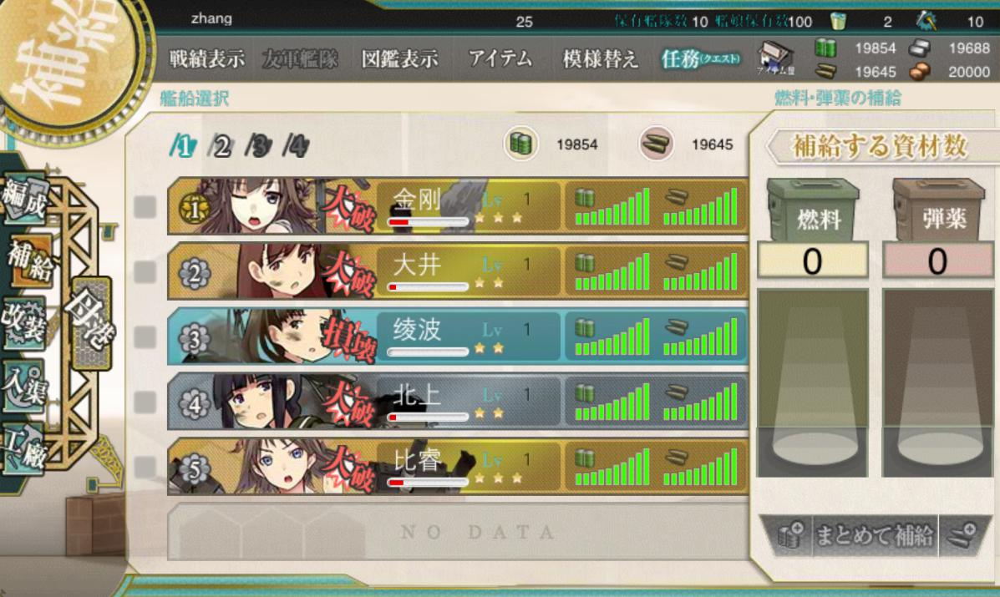 補給
zhang 25 保有艦隊数 10 艦娘保有数100 2 10
戦績表示 友軍艦隊 図鑑表示 アイテム 模様替え 任務(クエスト) アイテム屋 19854 19688
19645 20000
艦船選択 燃料・弾薬の補給
/1 /2 /3 /4 19854 19645
補給する資材数
編成
補給
改装
入渠
工廠
母港
1 大破 金剛 Lv 1
2 大破 大井 Lv 1
3 損壊 绫波 Lv 1
4 大破 北上 Lv 1
5 大破 比睿 Lv 1
NO DATA
燃料 弾薬
0 0
まとめて補給